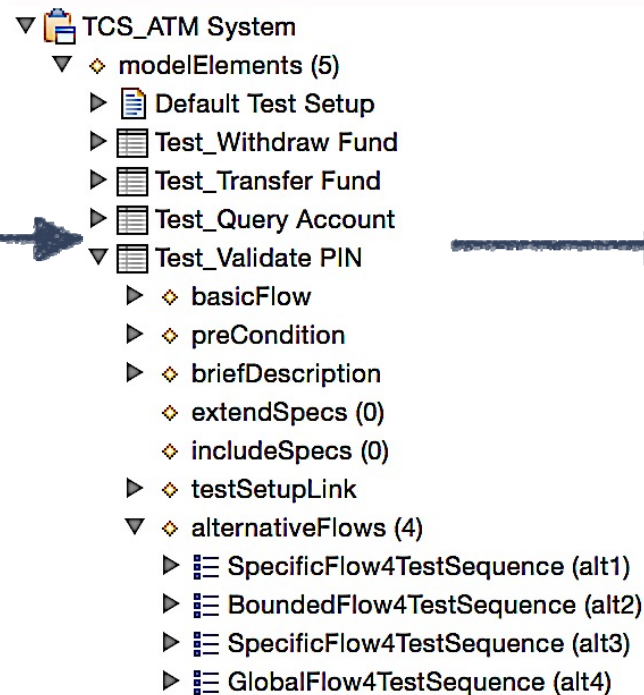 TCS_ATM System
modelElements (5)
Default Test Setup
Test_Withdraw Fund
Test_Transfer Fund
Test_Query Account
Test_Validate PIN
basicFlow
preCondition
briefDescription
extendSpecs (0)
includeSpecs (0)
testSetupLink
alternativeFlows (4)
SpecificFlow4TestSequence (alt1)
BoundedFlow4TestSequence (alt2)
SpecificFlow4TestSequence (alt3)
GlobalFlow4TestSequence (alt4)